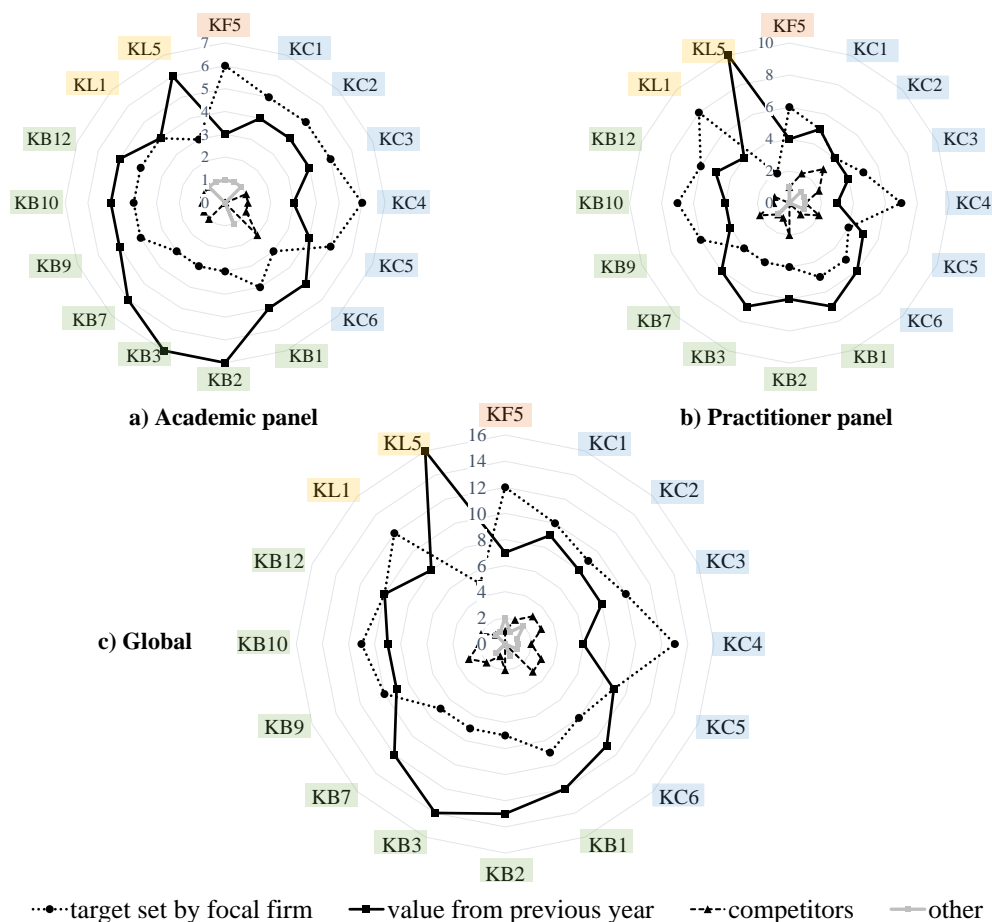 KF5
7
KL5
KC1
6
KL1
5
KC2
4
KB12
3
KC3
2
1
KB10
0
KC4
KB9
KC5
KB7
KC6
KB3
KB1
KB2
a) Academic panel
KF5
10
KL5
KC1
8
KL1
KC2
6
KB12
4
KC3
2
KB10
0
KC4
KB9
KC5
KB7
KC6
KB3
KB1
KB2
b) Practitioner panel
KF5
16
KL5
KC1
14
KL1
12
KC2
10
KB12
8
KC3
6
4
2
c) Global
KB10
0
KC4
KB9
KC5
KB7
KC6
KB3
KB1
KB2
target set by focal firm value from previous year competitors other